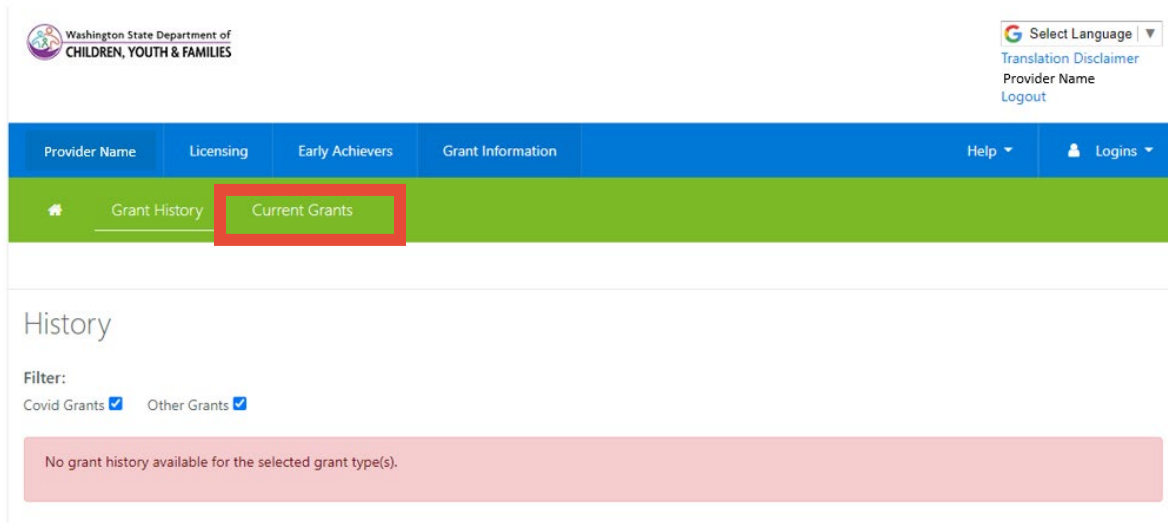 Washington State Department of
CHILDREN, YOUTH & FAMILIES
Select Language ▼
Translation Disclaimer
Provider Name
Logout
Provider Name Licensing Early Achievers Grant Information Help Logins
Grant History Current Grants
History
Filter:
Covid Grants Other Grants
No grant history available for the selected grant type(s).